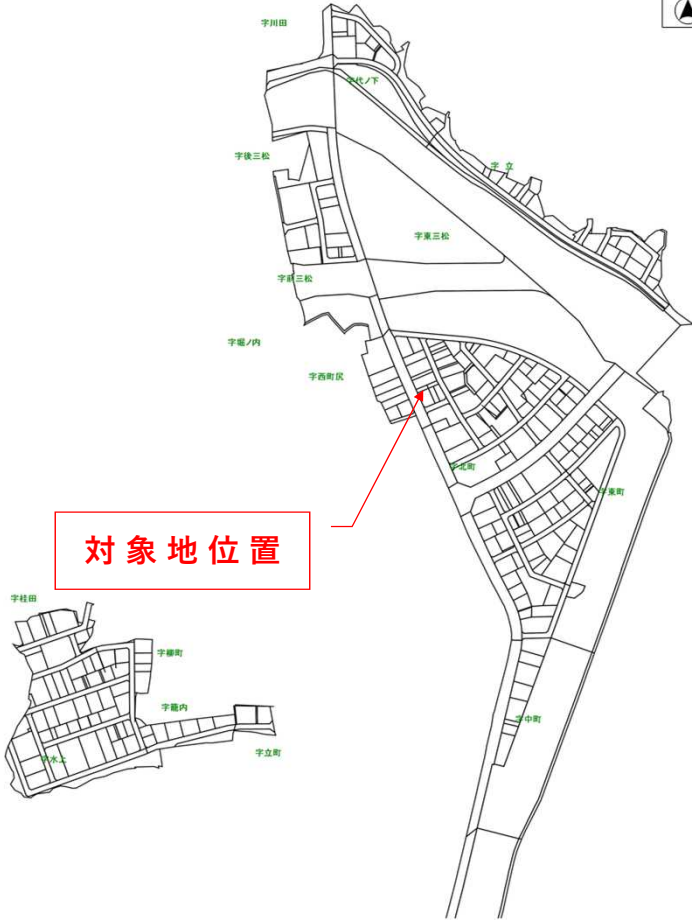 字川田
字代ノ下
字後三松
字立
字東三松
字前三松
字堀ノ内
字西町尻
字北町
字東町
対象地位置
字桂田
字柳町
字籠内
字中町
字立町
字水上